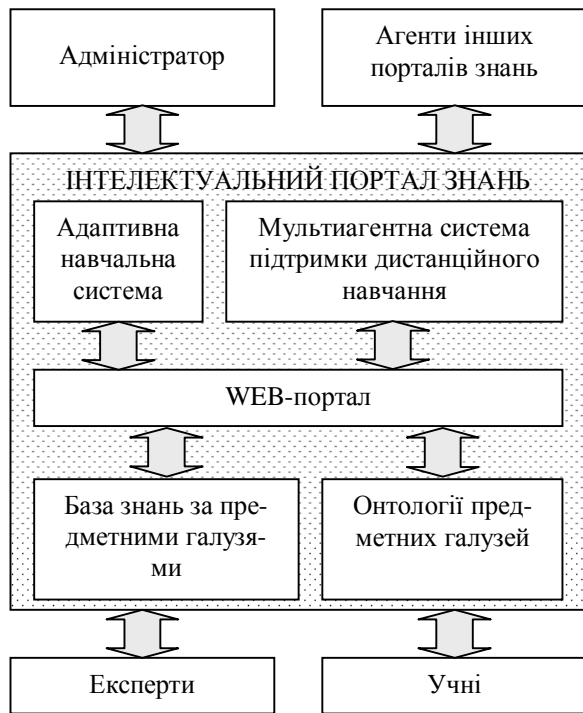 Адміністратор
Агенти інших
порталів знань
ІНТЕЛЕКТУАЛЬНИЙ ПОРТАЛ ЗНАНЬ
Адаптивна
навчальна
система
Мультиагентна система
підтримки дистанційного
навчання
WEB-портал
База знань за пре-
дметними галузя-
ми
Онтології пред-
метних галузей
Експерти
Учні